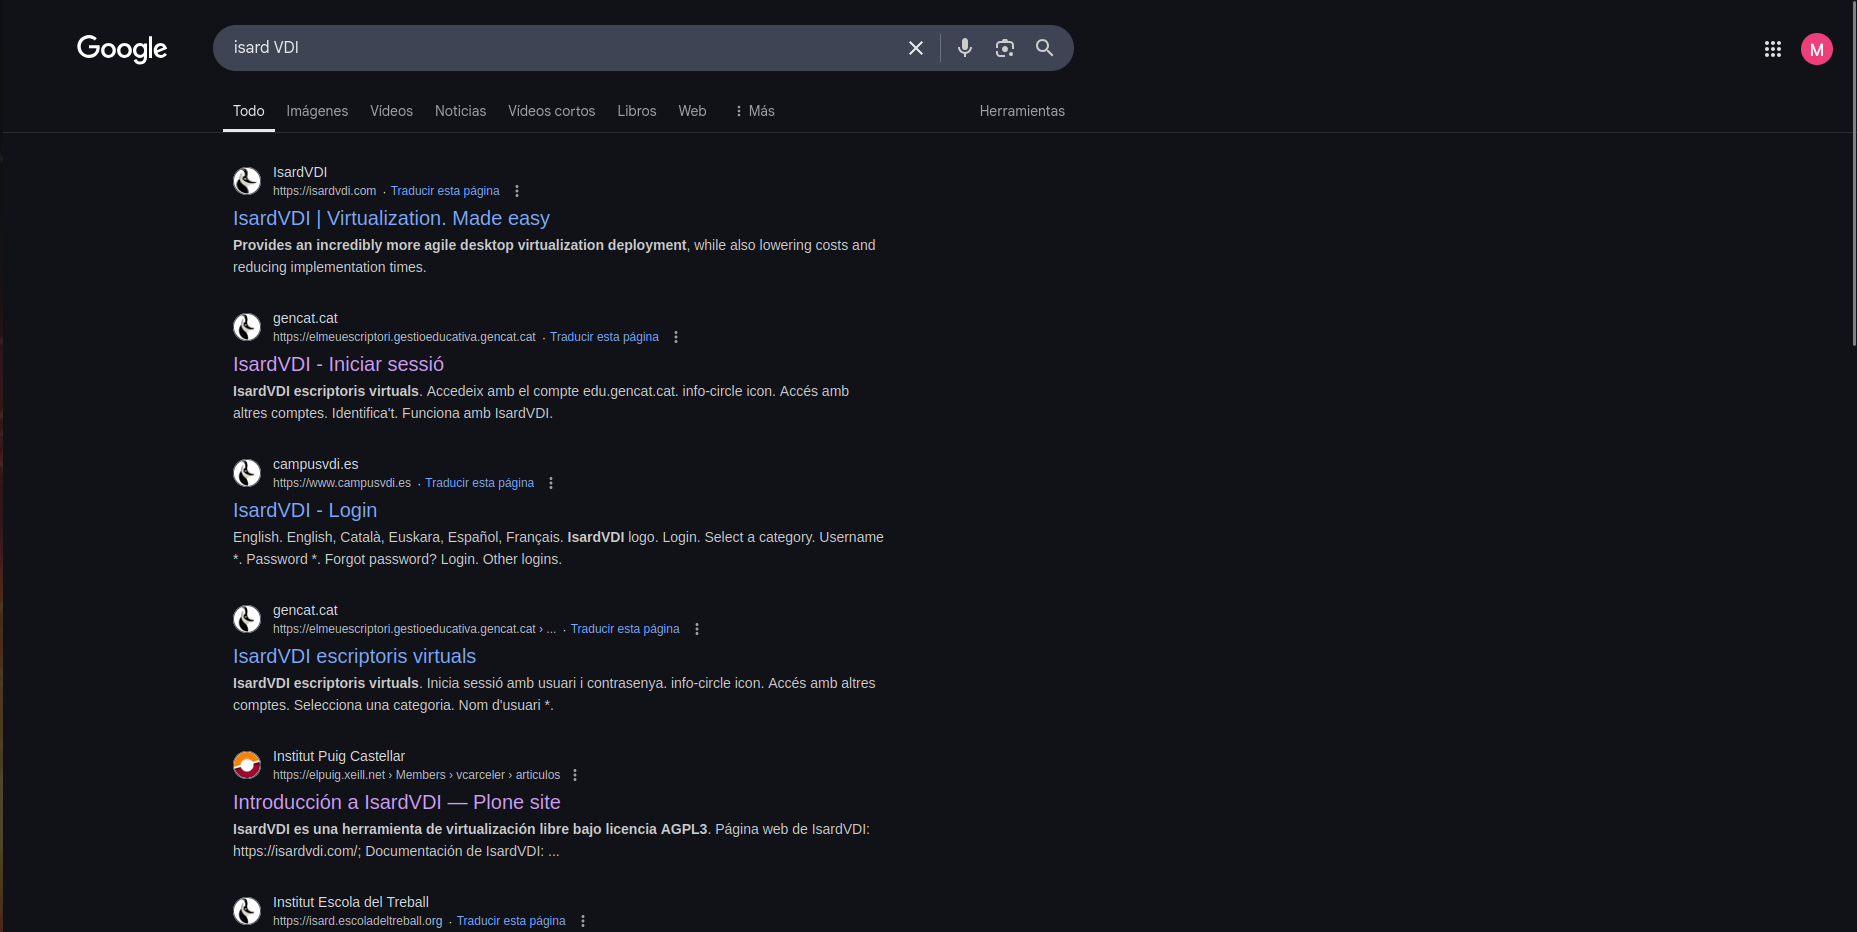 Google
isard VDI
M
Todo Imágenes Vídeos Noticias Vídeos cortos Libros Web Más Herramientas
IsardVDI
https://isardvdi.com · Traducir esta página
IsardVDI | Virtualization. Made easy
Provides an incredibly more agile desktop virtualization deployment, while also lowering costs and
reducing implementation times.
gencat.cat
https://elmeuescriptori.gestioeducativa.gencat.cat · Traducir esta página
IsardVDI - Iniciar sessió
IsardVDI escriptoris virtuals. Accedeix amb el compte edu.gencat.cat. info-circle icon. Accés amb
altres comptes. Identifica't. Funciona amb IsardVDI.
campusvdi.es
https://www.campusvdi.es · Traducir esta página
IsardVDI - Login
English. English, Català, Euskara, Español, Français. IsardVDI logo. Login. Select a category. Username
*. Password *. Forgot password? Login. Other logins.
gencat.cat
https://elmeuescriptori.gestioeducativa.gencat.cat › ... · Traducir esta página
IsardVDI escriptoris virtuals
IsardVDI escriptoris virtuals. Inicia sessió amb usuari i contrasenya. info-circle icon. Accés amb altres
comptes. Selecciona una categoria. Nom d'usuari *.
Institut Puig Castellar
https://elpuig.xeill.net › Members › vcarceler › articulos
Introducción a IsardVDI — Plone site
IsardVDI es una herramienta de virtualización libre bajo licencia AGPL3. Página web de IsardVDI:
https://isardvdi.com/; Documentación de IsardVDI: ...
Institut Escola del Treball
https://isard.escoladeltreball.org · Traducir esta página